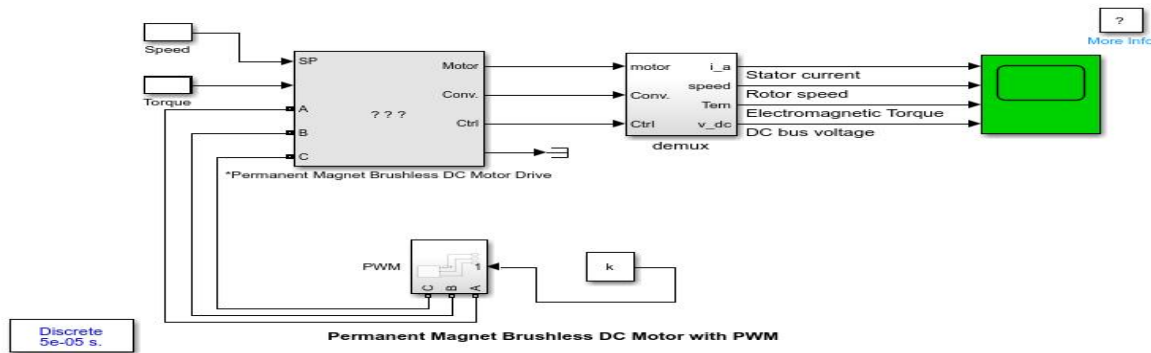 ?
More Info
Speed
Torque
SP
A
B
C
? ? ?
Motor
Conv.
Ctrl
*Permanent Magnet Brushless DC Motor Drive
motor
Conv.
Ctrl
i_a
speed
Tem
v_dc
demux
Stator current
Rotor speed
Electromagnetic Torque
DC bus voltage
PWM
1
C
B
A
k
Discrete
5e-05 s.
Permanent Magnet Brushless DC Motor with PWM